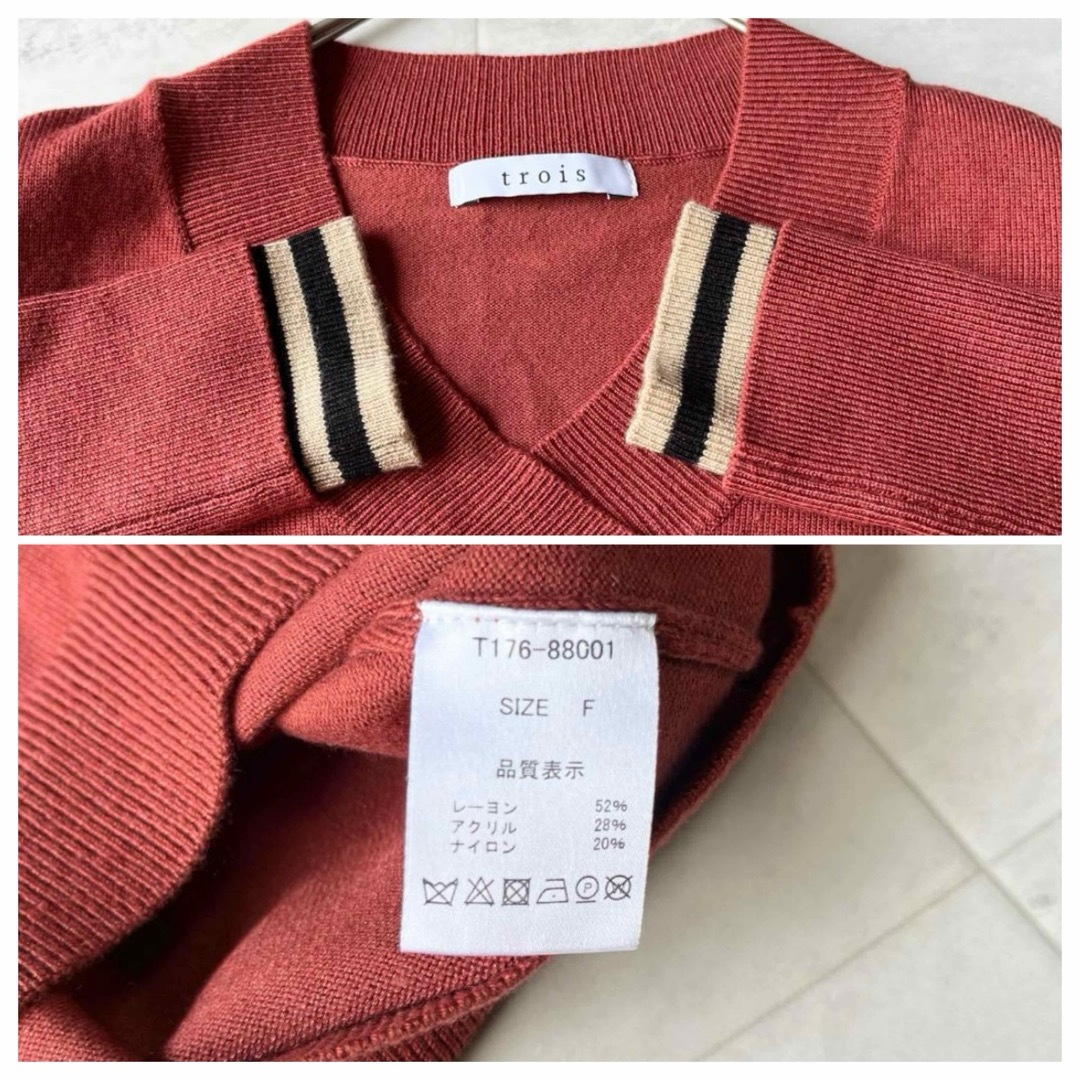 trois
T176-88001
SIZE F
品質表示
レーヨン 52%
アクリル 28%
ナイロン 20%